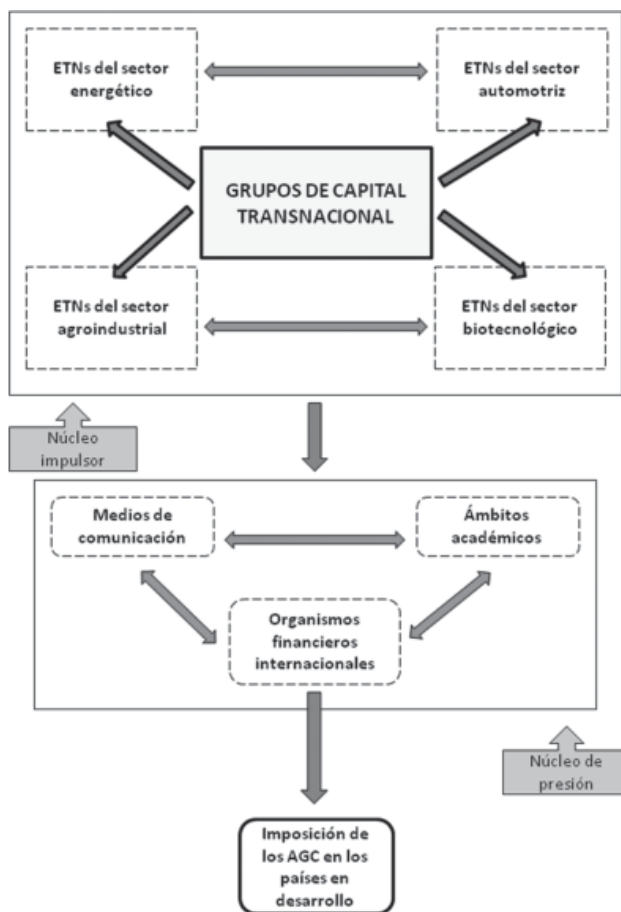 ETNs del sector
energético
ETNs del sector
automotriz
GRUPOS DE CAPITAL
TRANSNACIONAL
ETNs del sector
agroindustrial
ETNs del sector
biotecnológico
Núcleo
impulsor
Medios de
comunicación
Ámbitos
académicos
Organismos
financieros
internacionales
Núcleo de
presión
Imposición de
los AGC en los
países en
desarrollo